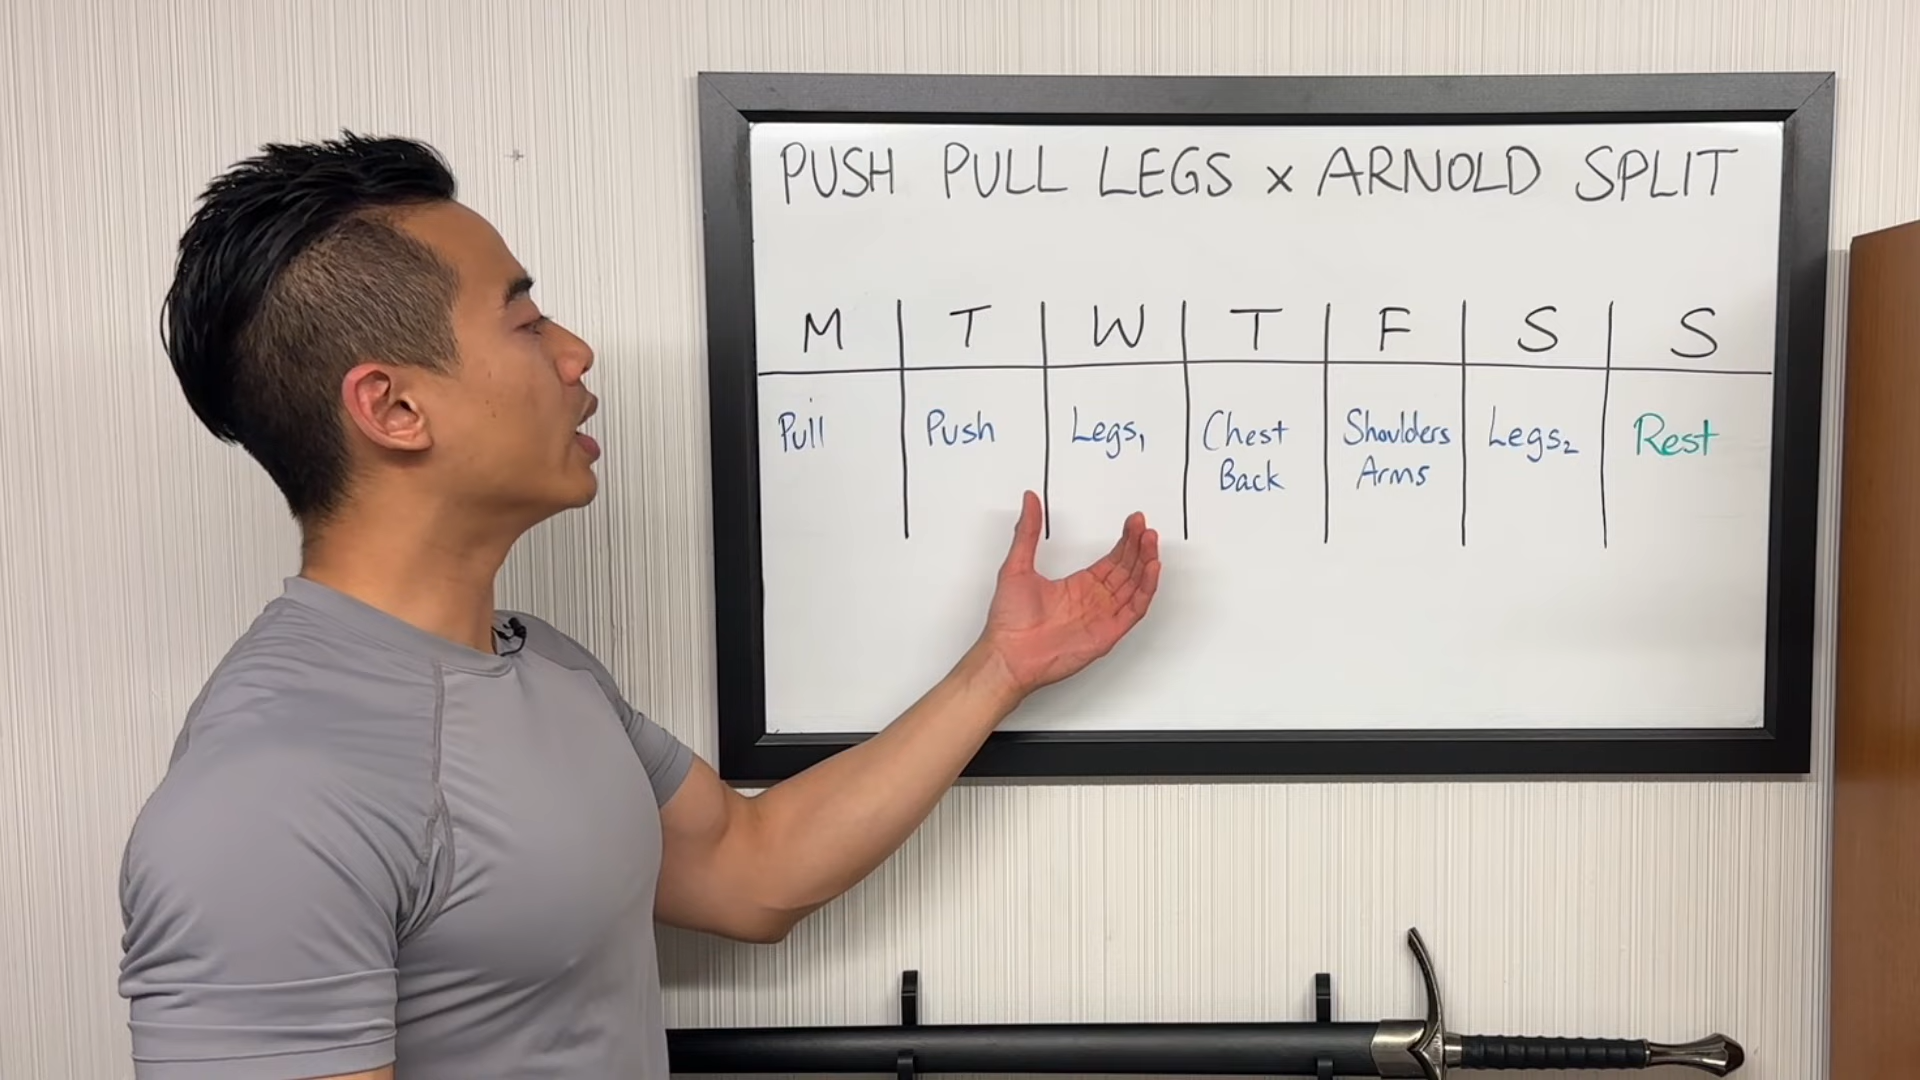 PUSH PULL LEGS x ARNOLD SPLIT
M T W T F S S
Pull Push Legs₁ Chest Shoulders Legs₂ Rest
Back Arms